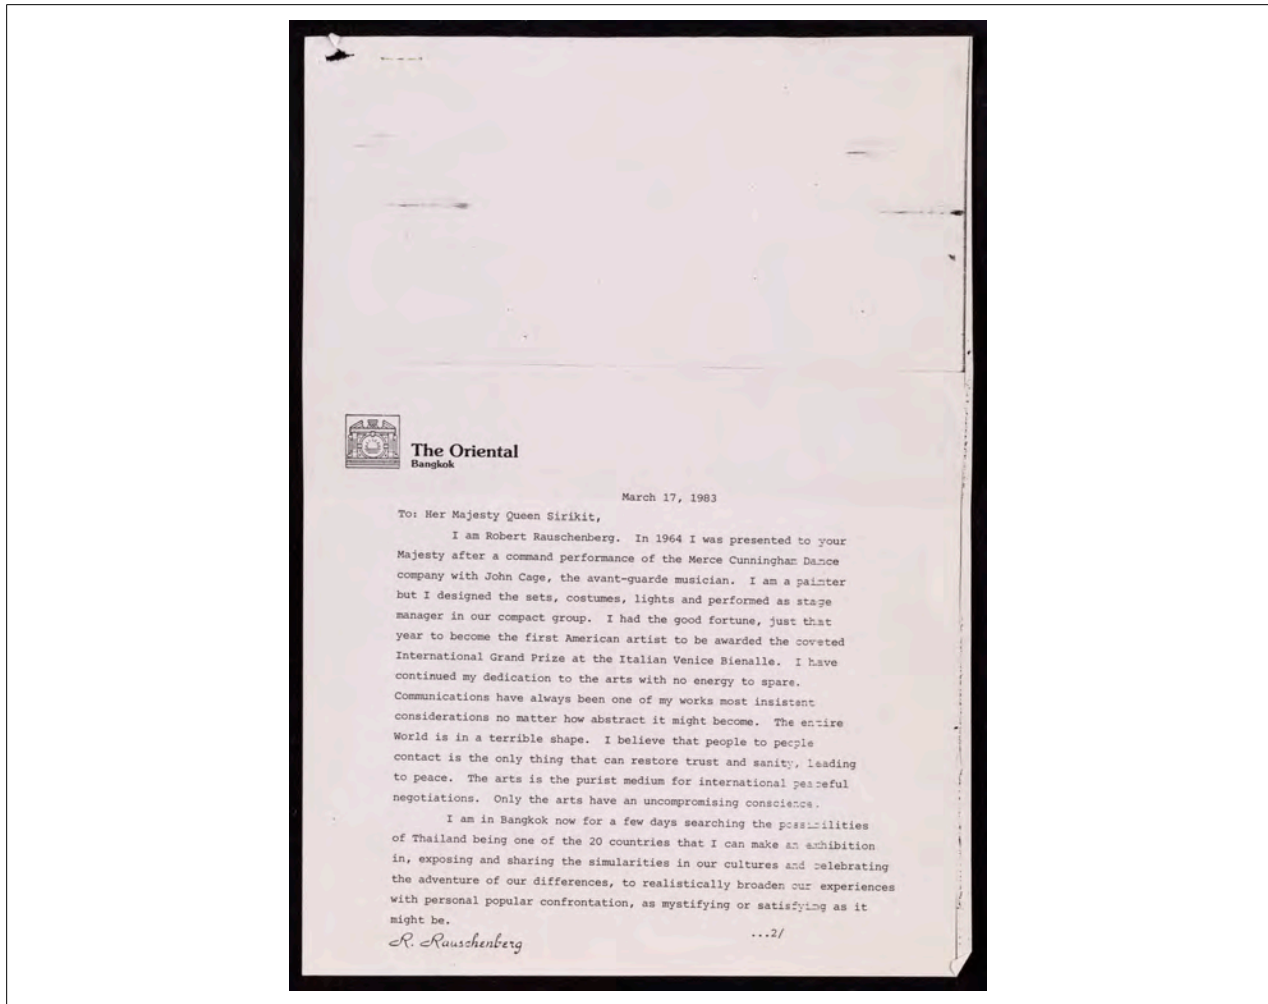 The Oriental
Bangkok
March 17, 1983
To: Her Majesty Queen Sirikit,
I am Robert Rauschenberg. In 1964 I was presented to your
Majesty after a command performance of the Merce Cunningham Dance
company with John Cage, the avant-guarde musician. I am a painter
but I designed the sets, costumes, lights and performed as stage
manager in our compact group. I had the good fortune, just that
year to become the first American artist to be awarded the coveted
International Grand Prize at the Italian Venice Bienalle. I have
continued my dedication to the arts with no energy to spare.
Communications have always been one of my works most insistent
considerations no matter how abstract it might become. The entire
World is in a terrible shape. I believe that people to people
contact is the only thing that can restore trust and sanity, leading
to peace. The arts is the purist medium for international peaceful
negotiations. Only the arts have an uncompromising conscience.
I am in Bangkok now for a few days searching the possibilities
of Thailand being one of the 20 countries that I can make an exhibition
in, exposing and sharing the simularities in our cultures and celebrating
the adventure of our differences, to realistically broaden our experiences
with personal popular confrontation, as mystifying or satisfying as it
might be.
...2/
R. Rauschenberg